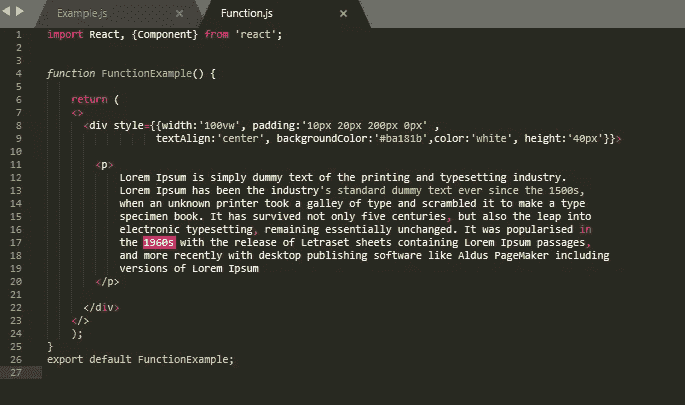 Example.js × Function.js ×
1 import React, {Component} from 'react';
2
3
4 function FunctionExample() {
5
6 return (
7 <>
8 <div style={{width:'100vw', padding:'10px 20px 200px 0px' ,
9 textAlign:'center', backgroundColor:'#ba181b',color:'white', height:'40px'}}>
10
11 <p>
12 Lorem Ipsum is simply dummy text of the printing and typesetting industry.
13 Lorem Ipsum has been the industry's standard dummy text ever since the 1500s,
14 when an unknown printer took a galley of type and scrambled it to make a type
15 specimen book. It has survived not only five centuries, but also the leap into
16 electronic typesetting, remaining essentially unchanged. It was popularised in
17 the 1960s with the release of Letraset sheets containing Lorem Ipsum passages,
18 and more recently with desktop publishing software like Aldus PageMaker including
19 versions of Lorem Ipsum
20 </p>
21
22 </div>
23 </>
24 );
25 }
26 export default FunctionExample;
27